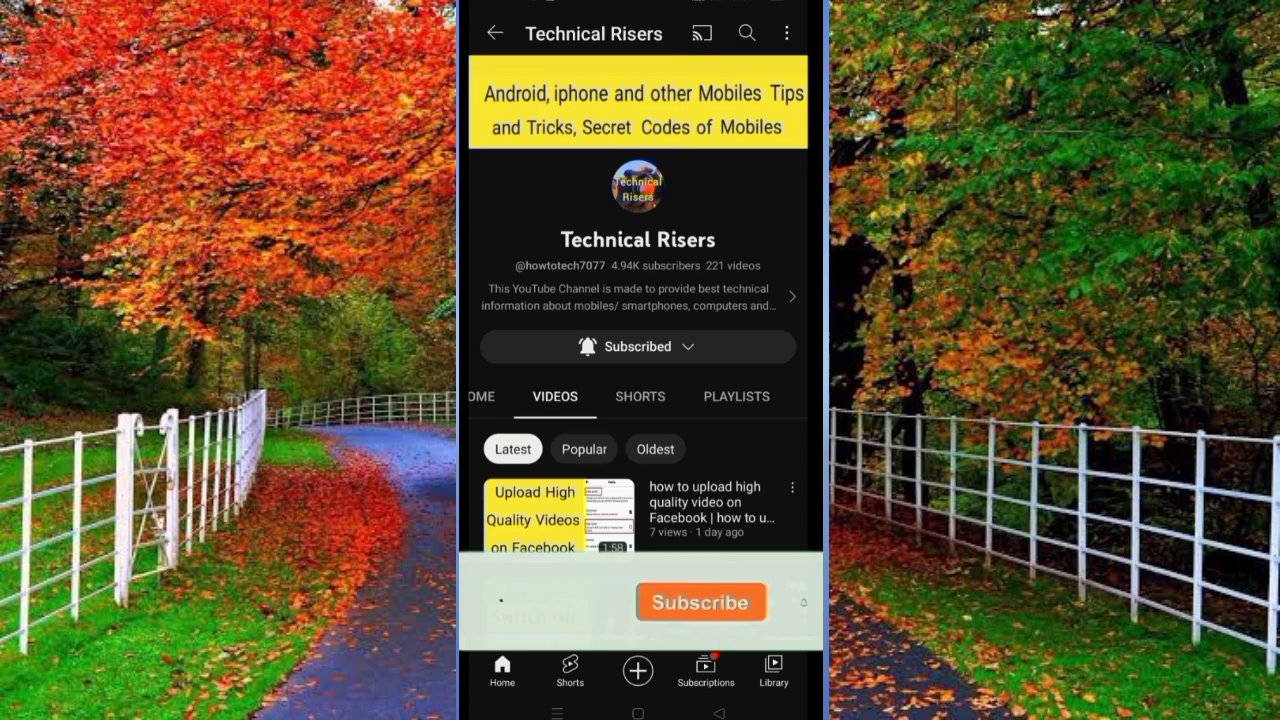 Technical Risers
Android, iphone and other Mobiles Tips
and Tricks, Secret Codes of Mobiles
Technical
Risers
Technical Risers
@howtotech7077 4.94K subscribers 221 videos
This YouTube Channel is made to provide best technical
information about mobiles/ smartphones, computers and...
Subscribed
OME VIDEOS SHORTS PLAYLISTS
Latest Popular Oldest
Upload High
Quality Videos
on Facebook
1:58
how to upload high
quality video on
Facebook | how to u...
7 views · 1 day ago
Subscribe
Home Shorts Subscriptions Library